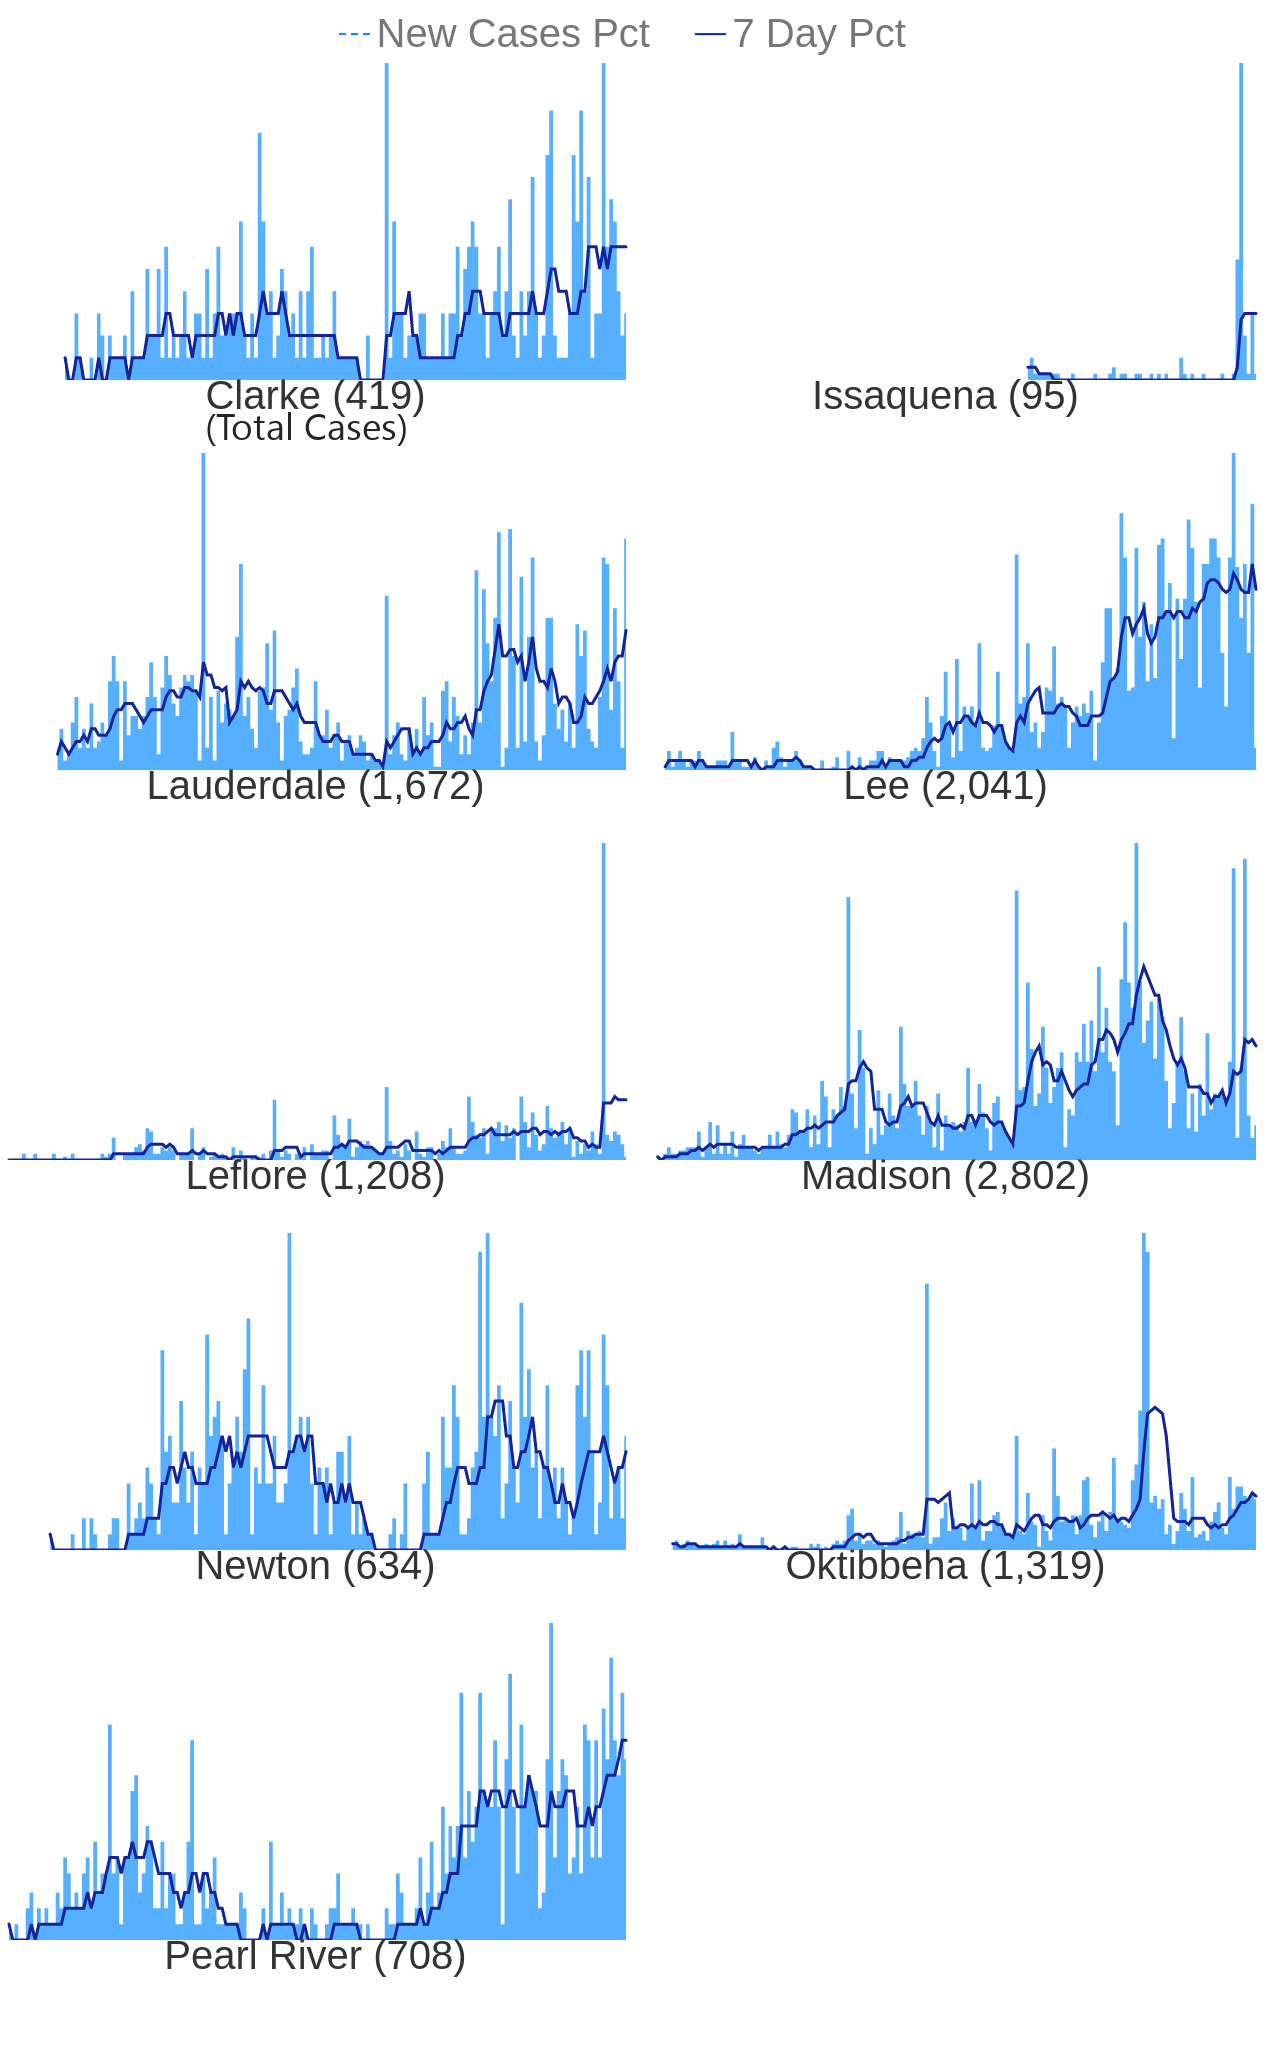 New Cases Pct 7 Day Pct
Clarke (419) Issaquena (95)
(Total Cases)
Lauderdale (1,672) Lee (2,041)
Leflore (1,208) Madison (2,802)
Newton (634) Oktibbeha (1,319)
Pearl River (708)